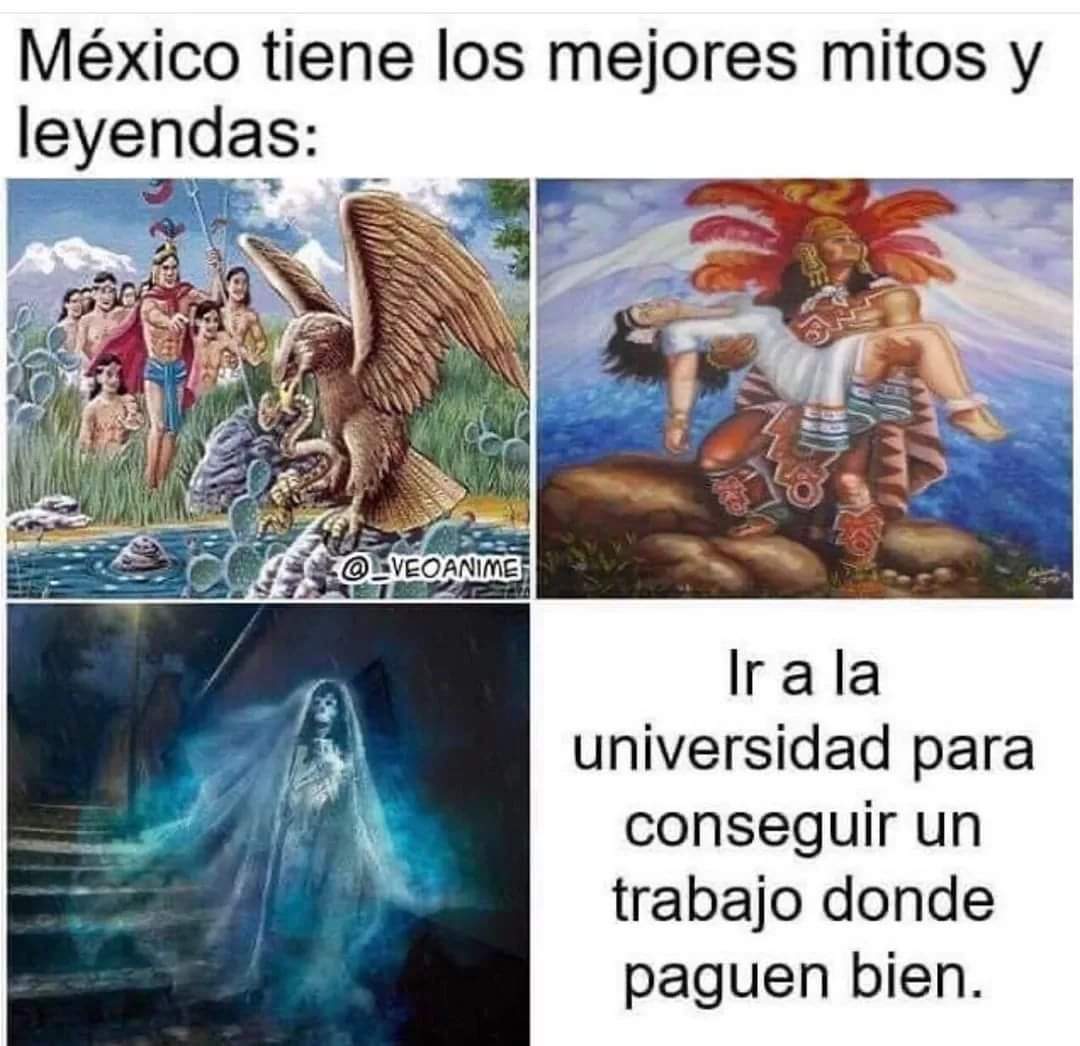 México tiene los mejores mitos y
leyendas:
@_VEOANIME
Ir a la
universidad para
conseguir un
trabajo donde
paguen bien.